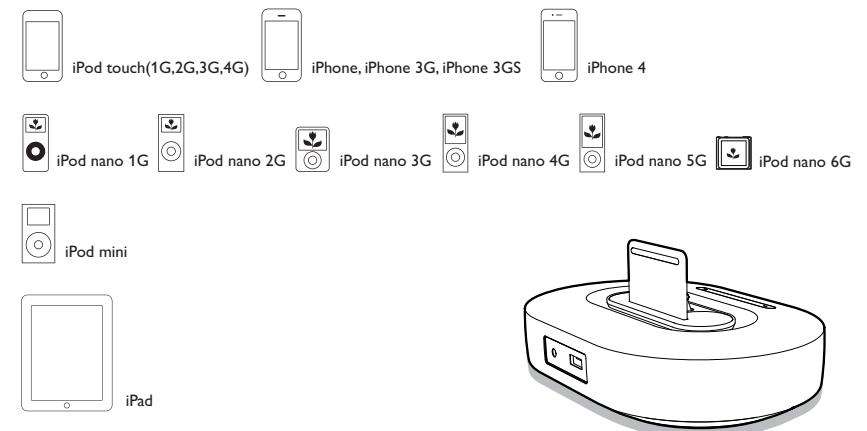 iPod touch(1G,2G,3G,4G) iPhone, iPhone 3G, iPhone 3GS iPhone 4
iPod nano 1G iPod nano 2G iPod nano 3G iPod nano 4G iPod nano 5G iPod nano 6G
iPod mini
iPad